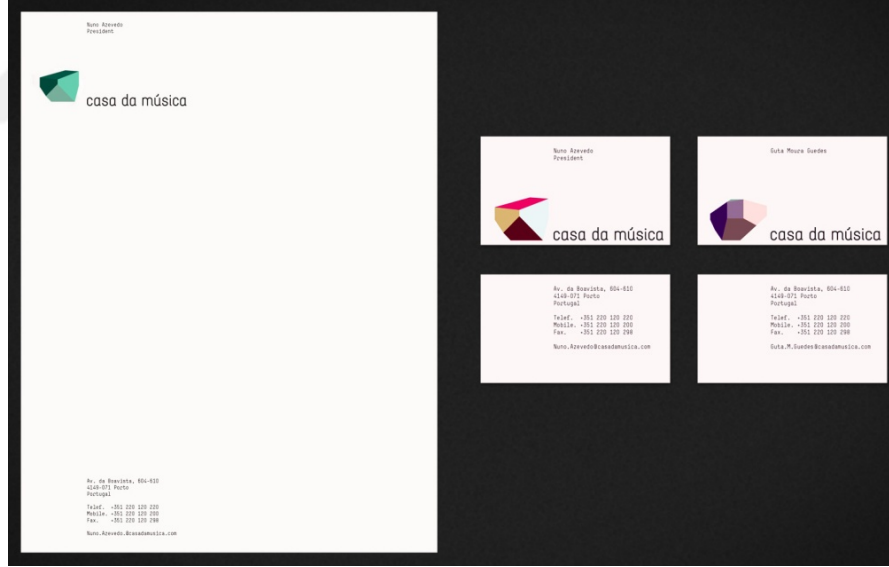 Nuno Azevedo
President
casa da música
Av. da Boavista, 604-610
4149-071 Porto
Portugal
Telef. +351 220 120 220
Mobile. +351 220 120 200
Fax. +351 220 120 298
Nuno.Azevedo.@casadamusica.com
Nuno Azevedo
President
casa da música
Guta Moura Guedes
casa da música
Av. da Boavista, 604-610
4149-071 Porto
Portugal
Telef. +351 220 120 220
Mobile. +351 220 120 200
Fax. +351 220 120 298
Nuno.Azevedo@casadamusica.com
Av. da Boavista, 604-610
4149-071 Porto
Portugal
Telef. +351 220 120 220
Mobile. +351 220 120 200
Fax. +351 220 120 298
Guta.M.Guedes@casadamusica.com